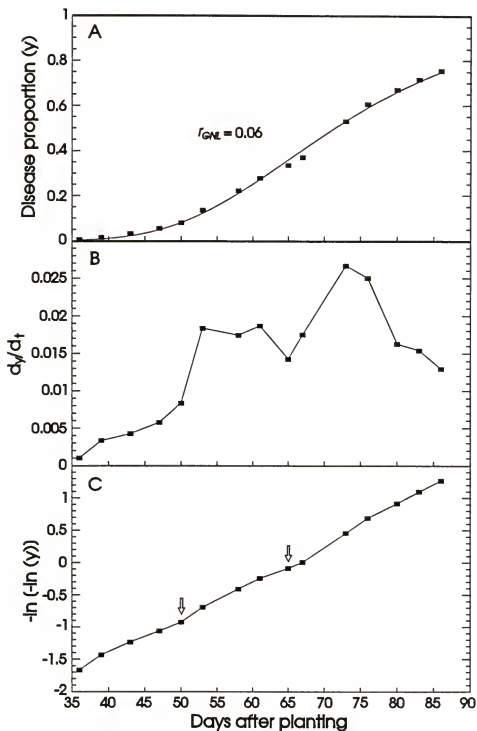 A
Disease proportion (y)
1
0.8
0.6
0.4
0.2
0
r_GNL = 0.06
B
dy/dt
0.025
0.02
0.015
0.01
0.005
0
C
-ln (-ln (y))
1
0.5
0
-0.5
-1
-1.5
-2
35 40 45 50 55 60 65 70 75 80 85 90
Days after planting